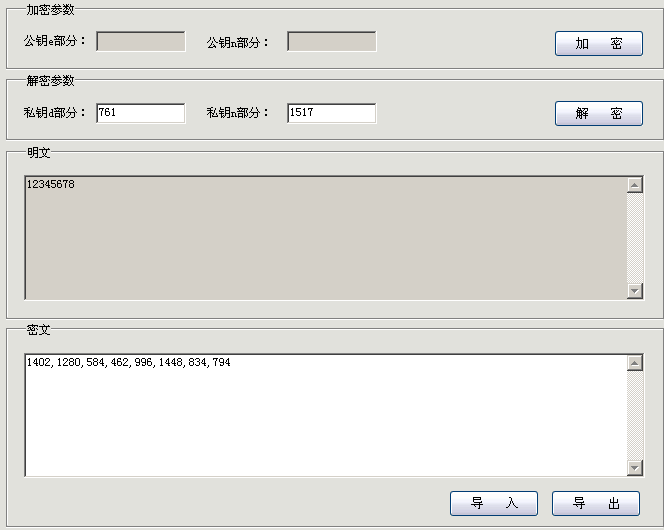 加密参数
公钥e部分： 公钥n部分： 加 密
解密参数
私钥d部分： 761 私钥n部分： 1517 解 密
明文
12345678
密文
1402,1280,584,462,996,1448,834,794
导 入 导 出